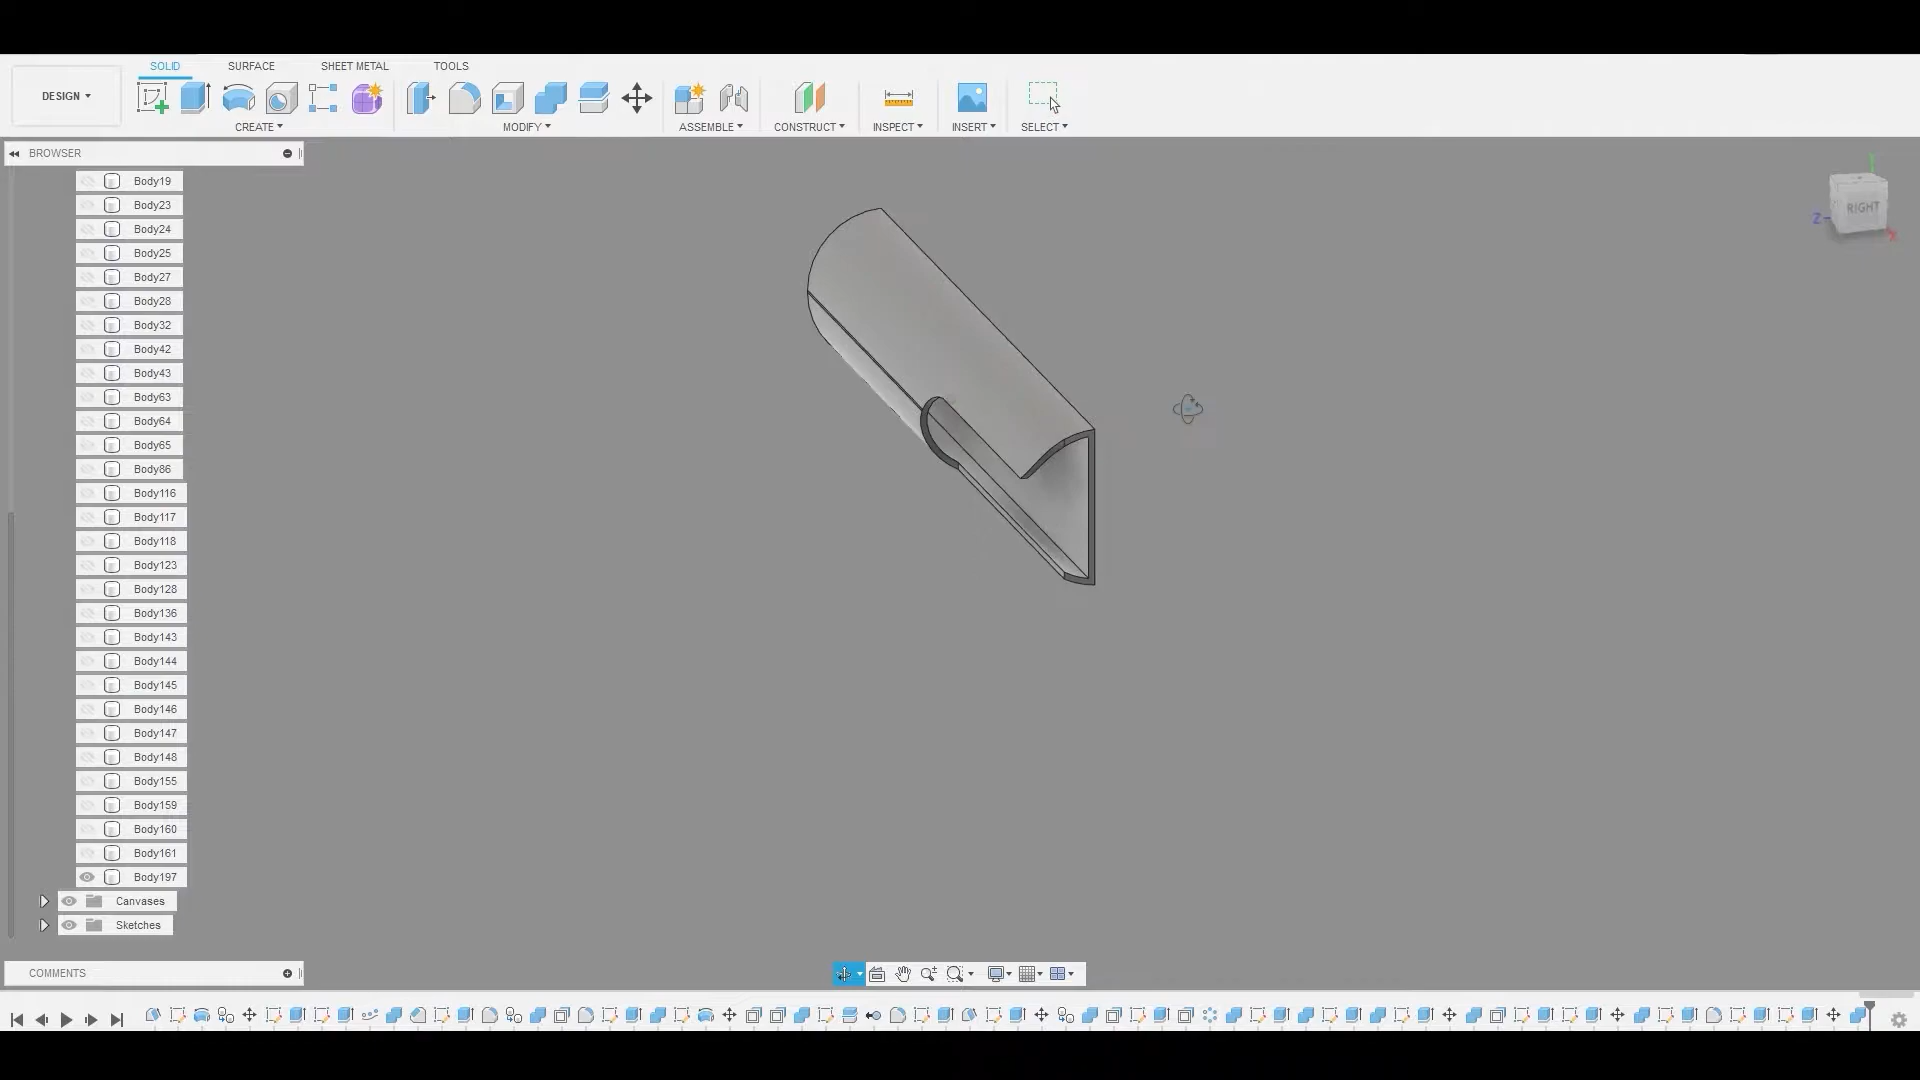 SOLID SURFACE SHEET METAL TOOLS
DESIGN
CREATE MODIFY ASSEMBLE CONSTRUCT INSPECT INSERT SELECT
BROWSER
Body19
Body23
Body24
Body25
Body27
Body28
Body32
Body42
Body43
Body63
Body64
Body65
Body86
Body116
Body117
Body118
Body123
Body128
Body136
Body143
Body144
Body145
Body146
Body147
Body148
Body155
Body159
Body160
Body161
Body197
Canvases
Sketches
COMMENTS
Y
RIGHT
Z
X